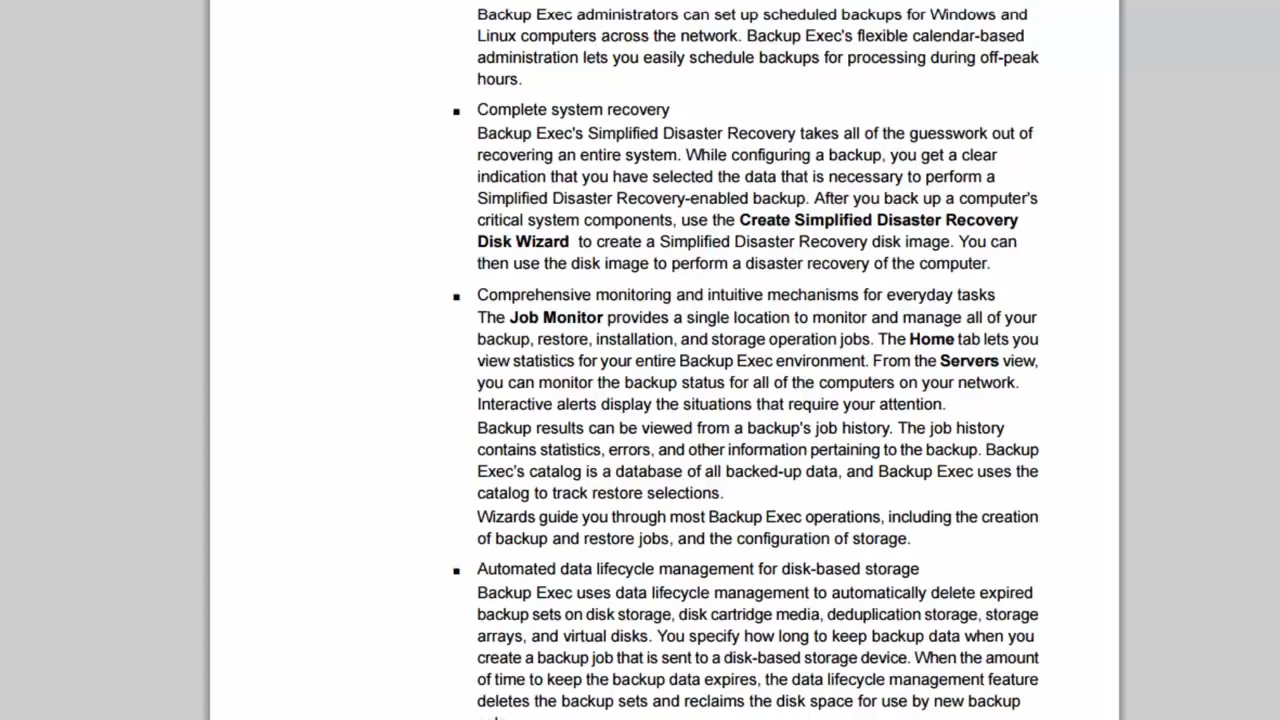 Backup Exec administrators can set up scheduled backups for Windows and
Linux computers across the network. Backup Exec's flexible calendar-based
administration lets you easily schedule backups for processing during off-peak
hours.
■ Complete system recovery
Backup Exec's Simplified Disaster Recovery takes all of the guesswork out of
recovering an entire system. While configuring a backup, you get a clear
indication that you have selected the data that is necessary to perform a
Simplified Disaster Recovery-enabled backup. After you back up a computer's
critical system components, use the Create Simplified Disaster Recovery
Disk Wizard to create a Simplified Disaster Recovery disk image. You can
then use the disk image to perform a disaster recovery of the computer.
■ Comprehensive monitoring and intuitive mechanisms for everyday tasks
The Job Monitor provides a single location to monitor and manage all of your
backup, restore, installation, and storage operation jobs. The Home tab lets you
view statistics for your entire Backup Exec environment. From the Servers view,
you can monitor the backup status for all of the computers on your network.
Interactive alerts display the situations that require your attention.
Backup results can be viewed from a backup's job history. The job history
contains statistics, errors, and other information pertaining to the backup. Backup
Exec's catalog is a database of all backed-up data, and Backup Exec uses the
catalog to track restore selections.
Wizards guide you through most Backup Exec operations, including the creation
of backup and restore jobs, and the configuration of storage.
■ Automated data lifecycle management for disk-based storage
Backup Exec uses data lifecycle management to automatically delete expired
backup sets on disk storage, disk cartridge media, deduplication storage, storage
arrays, and virtual disks. You specify how long to keep backup data when you
create a backup job that is sent to a disk-based storage device. When the amount
of time to keep the backup data expires, the data lifecycle management feature
deletes the backup sets and reclaims the disk space for use by new backup